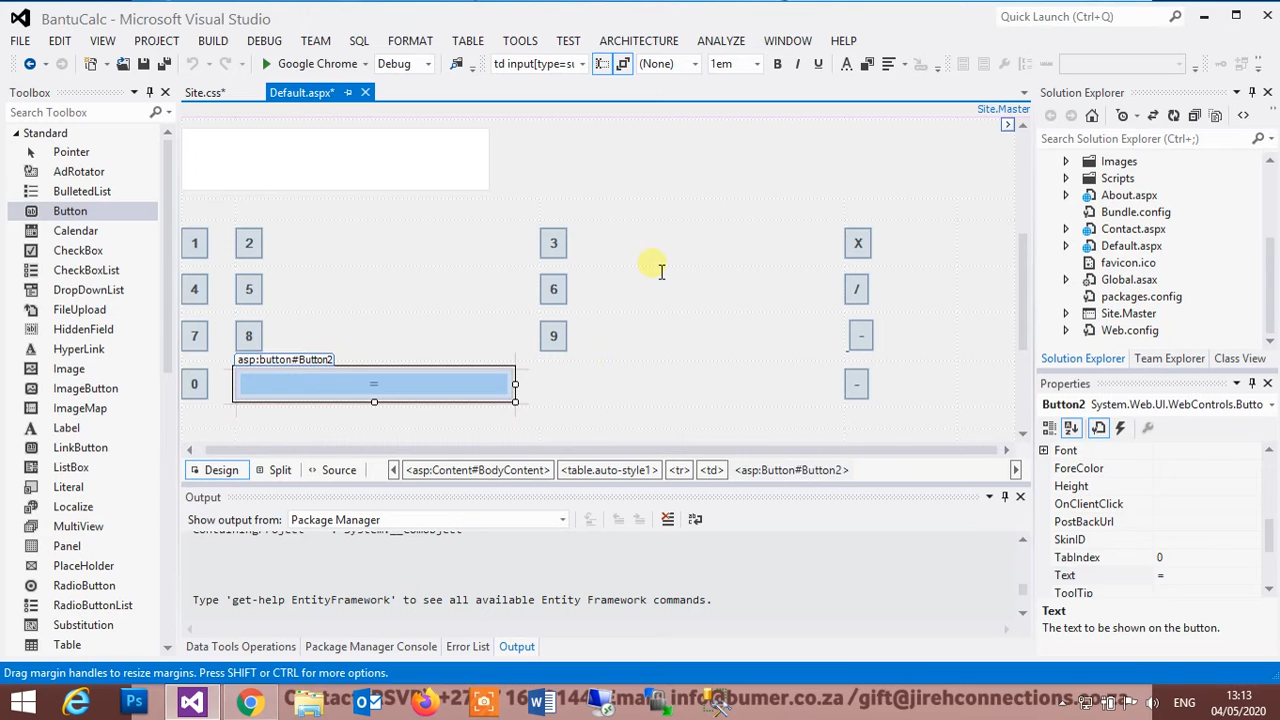 BantuCalc - Microsoft Visual Studio
Quick Launch (Ctrl+Q)
FILE EDIT VIEW PROJECT BUILD DEBUG TEAM SQL FORMAT TABLE TOOLS TEST ARCHITECTURE ANALYZE WINDOW HELP
Google Chrome Debug td input[type=su (None) 1em B I U A
Toolbox
Search Toolbox
Standard
Pointer
AdRotator
BulletedList
Button
Calendar
CheckBox
CheckBoxList
DropDownList
FileUpload
HiddenField
HyperLink
Image
ImageButton
ImageMap
Label
LinkButton
ListBox
Literal
Localize
MultiView
Panel
PlaceHolder
RadioButton
RadioButtonList
Substitution
Table
Site.css* Default.aspx*
Site.Master
1 2 3 X
4 5 6 /
7 8 9 -
asp:button#Button2
0 = -
Design Split Source <asp:Content#BodyContent> <table.auto-style1> <tr> <td> <asp:Button#Button2>
Output
Show output from: Package Manager
Type 'get-help EntityFramework' to see all available Entity Framework commands.
Data Tools Operations Package Manager Console Error List Output
Solution Explorer
Search Solution Explorer (Ctrl+;)
Images
Scripts
About.aspx
Bundle.config
Contact.aspx
Default.aspx
favicon.ico
Global.asax
packages.config
Site.Master
Web.config
Solution Explorer Team Explorer Class View
Properties
Button2 System.Web.UI.WebControls.Butto
Font
ForeColor
Height
OnClientClick
PostBackUrl
SkinID
TabIndex 0
Text =
ToolTip
Text
The text to be shown on the button.
Drag margin handles to resize margins. Press SHIFT or CTRL for more options.
info@bumer.co.za /gift@jirehconnections.
ENG
13:13
04/05/2020